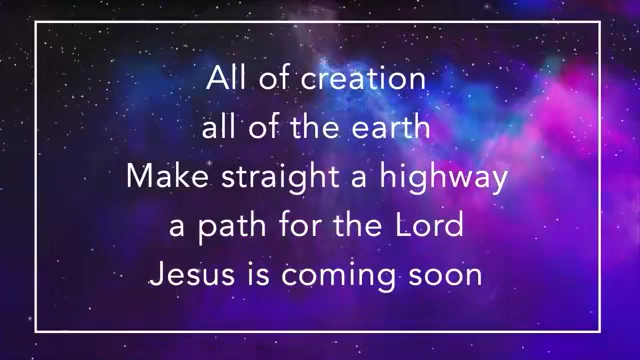 All of creation
all of the earth
Make straight a highway
a path for the Lord
Jesus is coming soon